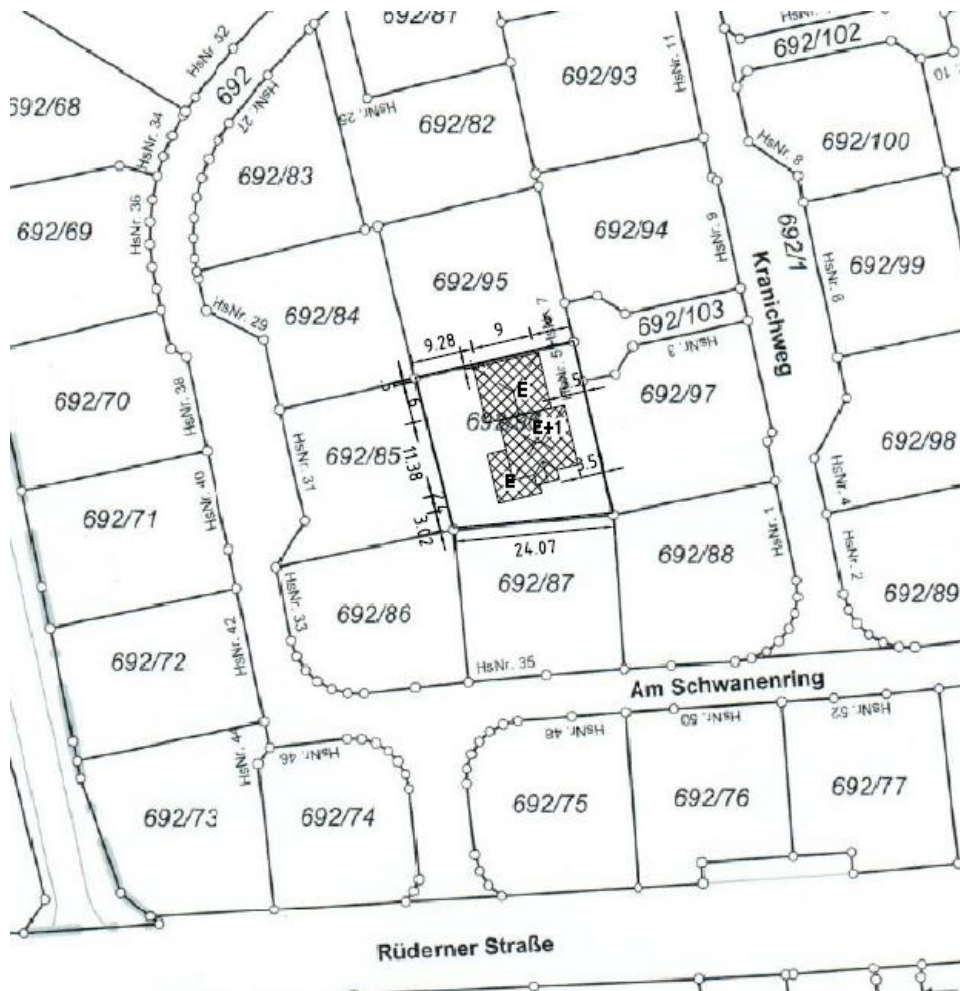 692/81
692/102
HsNr. 52
HsNr. 11
10
692
692/93
692/68
HsNr. 27
HsNr. 25
692/82
HsNr. 34
HsNr. 8
692/100
692/83
HsNr. 36
692/69
692/94
HsNr. 9
692/1
692/99
692/95
Kranichweg
HsNr. 6
HsNr. 29
692/84
HsNr. 7
692/103
9.28
9
HsNr. 5
HsNr. 3
692/70
HsNr. 38
E
692/97
E+1
692/98
692/85
11.38
HsNr. 31
3.5
E
HsNr. 40
HsNr. 4
692/71
3.02
HsNr. 1
24.07
692/88
HsNr. 2
692/87
692/89
692/86
HsNr. 33
HsNr. 42
692/72
HsNr. 35
Am Schwanenring
HsNr. 44
HsNr. 46
HsNr. 48
HsNr. 50
HsNr. 52
692/73
692/74
692/75
692/76
692/77
Rüderner Straße